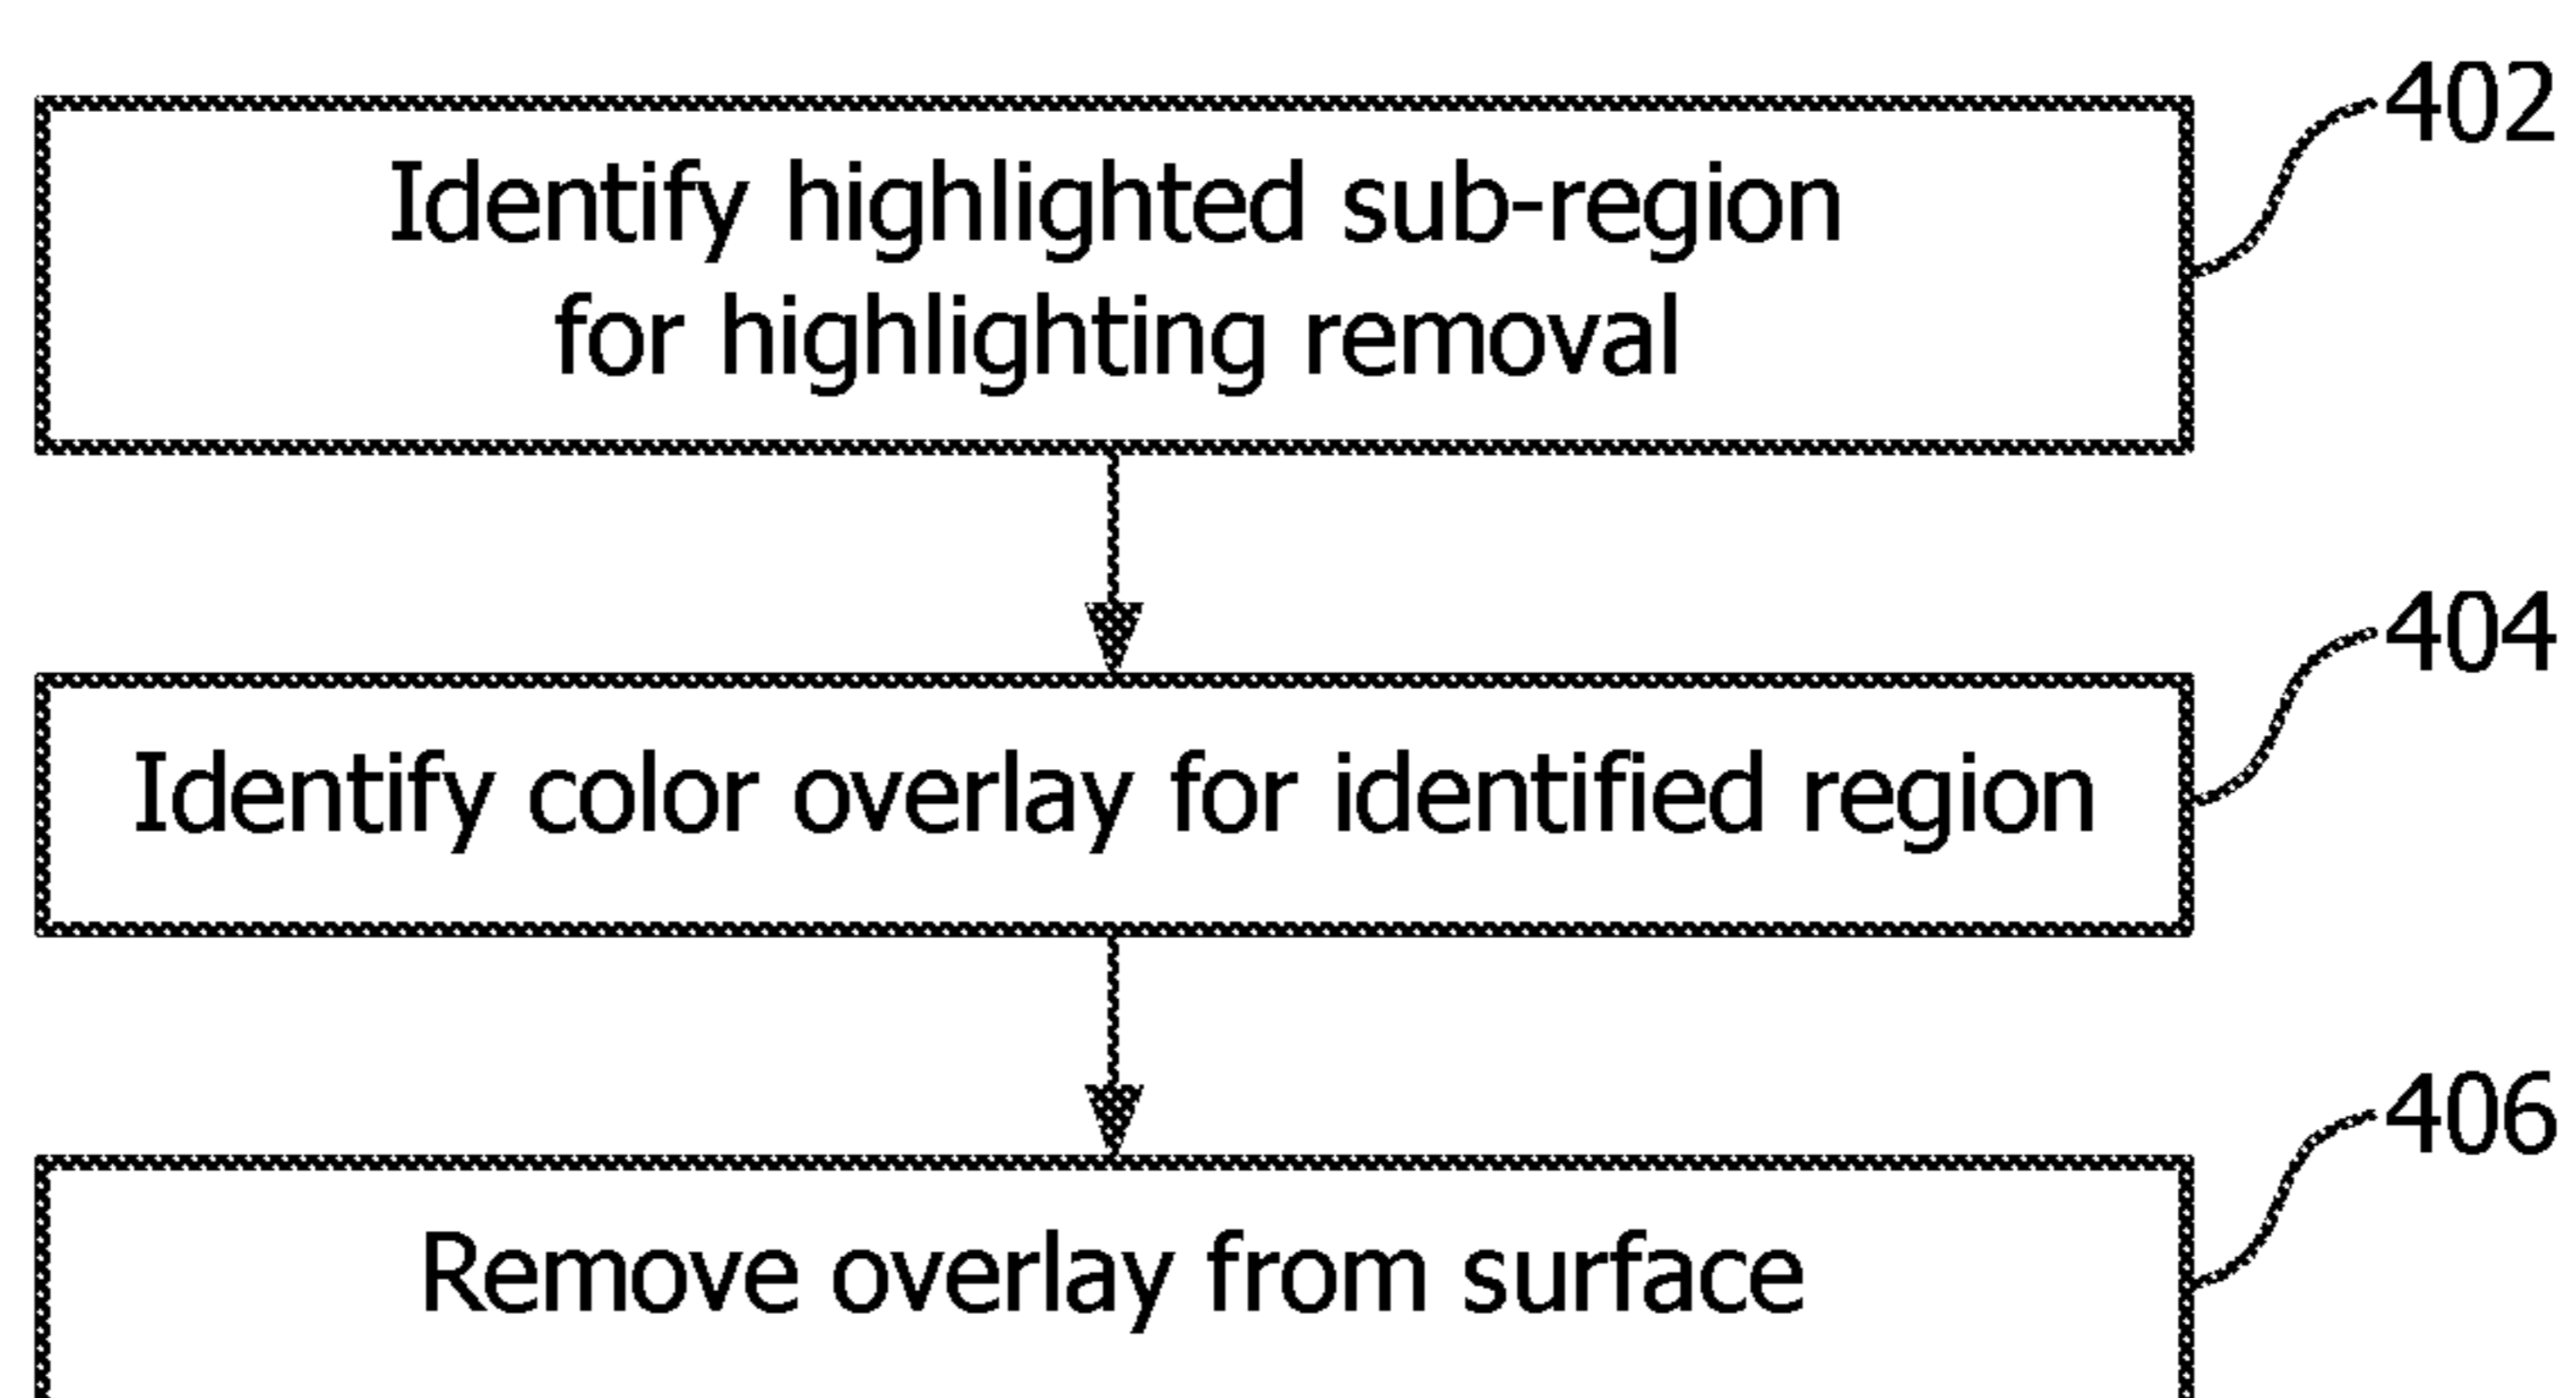 402
Identify highlighted sub-region
for highlighting removal
404
Identify color overlay for identified region
406
Remove overlay from surface